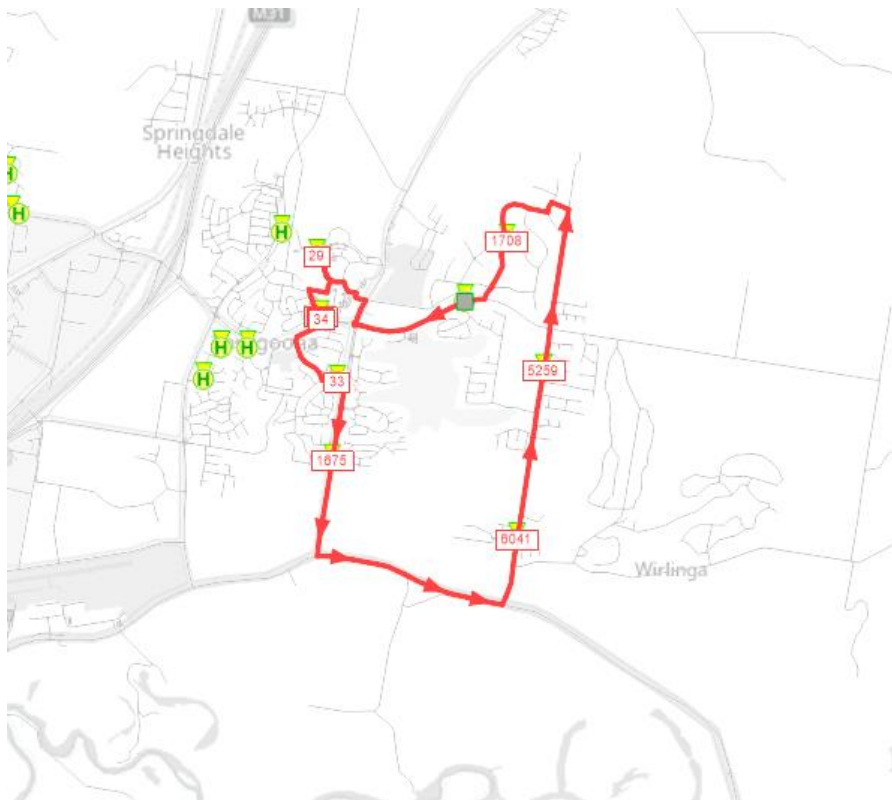 M31
Springdale
Heights
H
H
H
29
1708
34
H
H
H
33
5259
1675
6041
Wirlinga